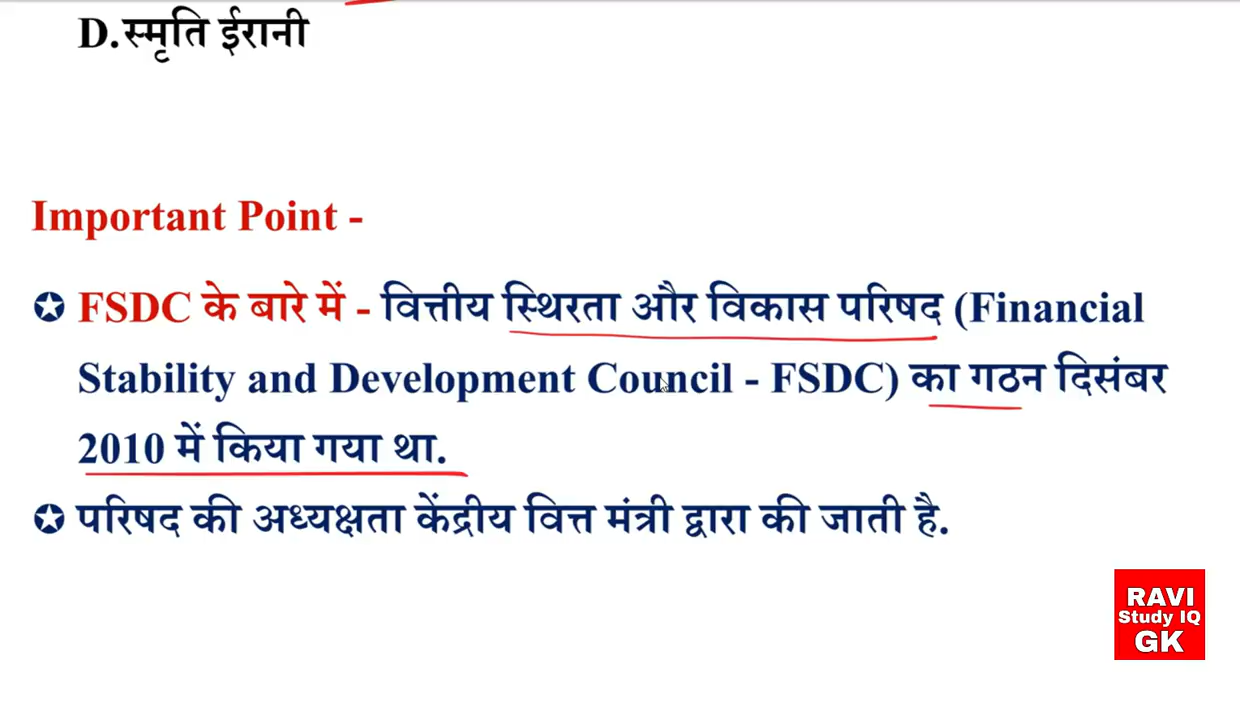 D.स्मृति ईरानी
Important Point -
✪ FSDC के बारे में - वित्तीय स्थिरता और विकास परिषद (Financial
Stability and Development Council - FSDC) का गठन दिसंबर
2010 में किया गया था.
✪ परिषद की अध्यक्षता केंद्रीय वित्त मंत्री द्वारा की जाती है.
RAVI
Study IQ
GK